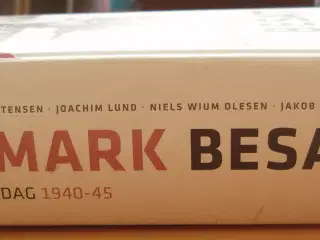 TENSEN · JOACHIM LUND · NIELS WIUM OLESEN · JAKOB
MARK BESA
DAG 1940-45